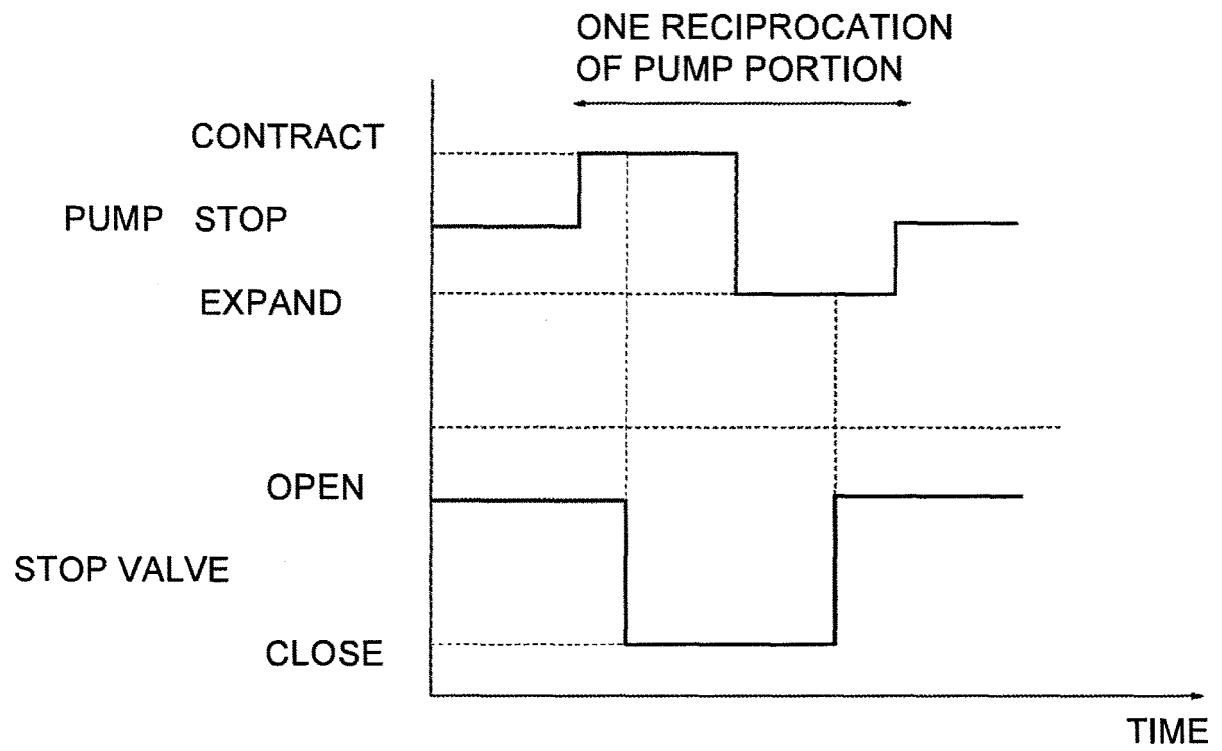 ONE RECIPROCATION
OF PUMP PORTION
CONTRACT
PUMP STOP
EXPAND
OPEN
STOP VALVE
CLOSE
TIME